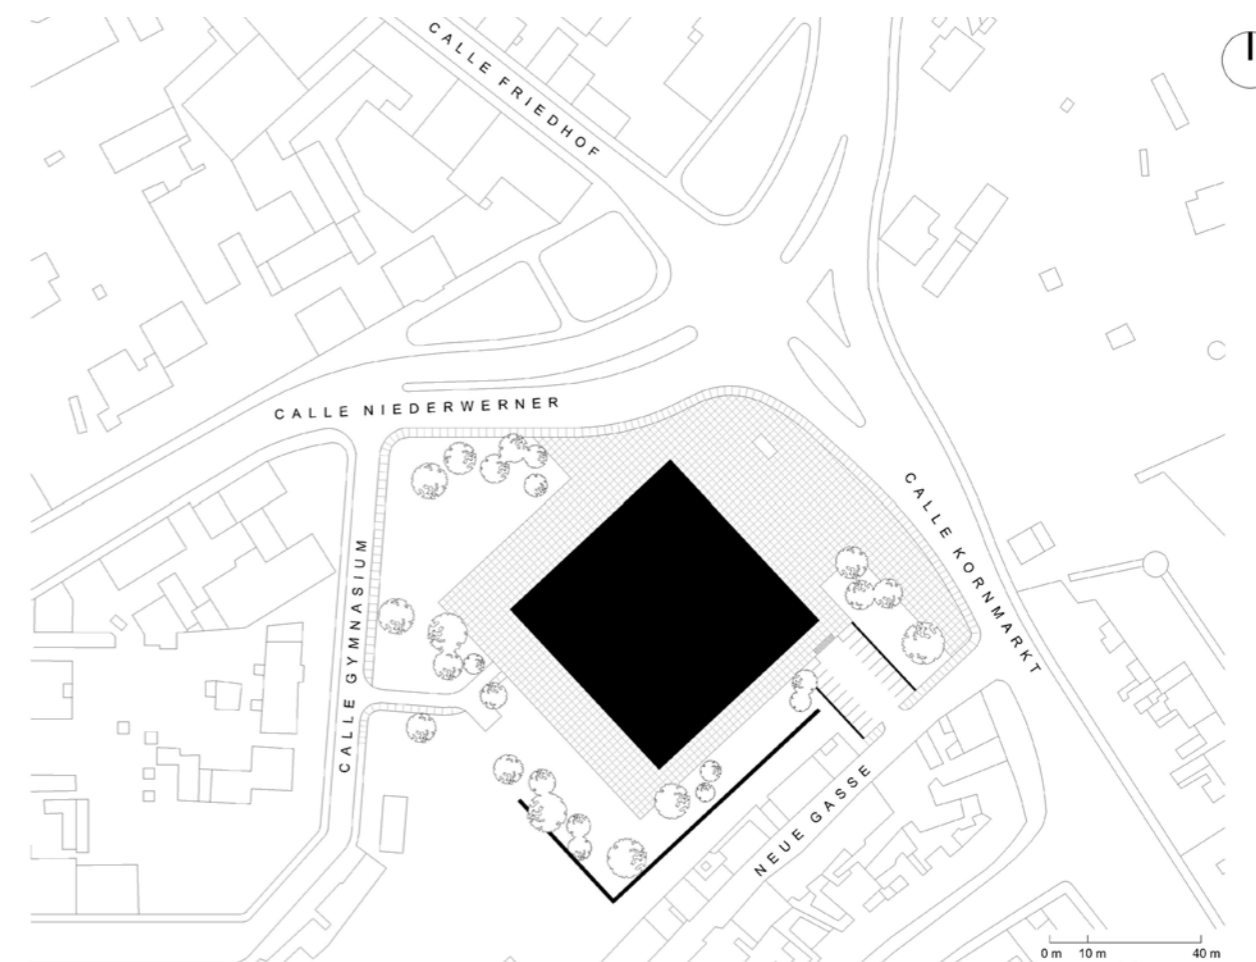 CALLE FRIEDHOF
CALLE NIEDERWERNER
CALLE KORNMARKT
CALLE GYMNASIUM
NEUE GASSE
0 m 10 m 40 m